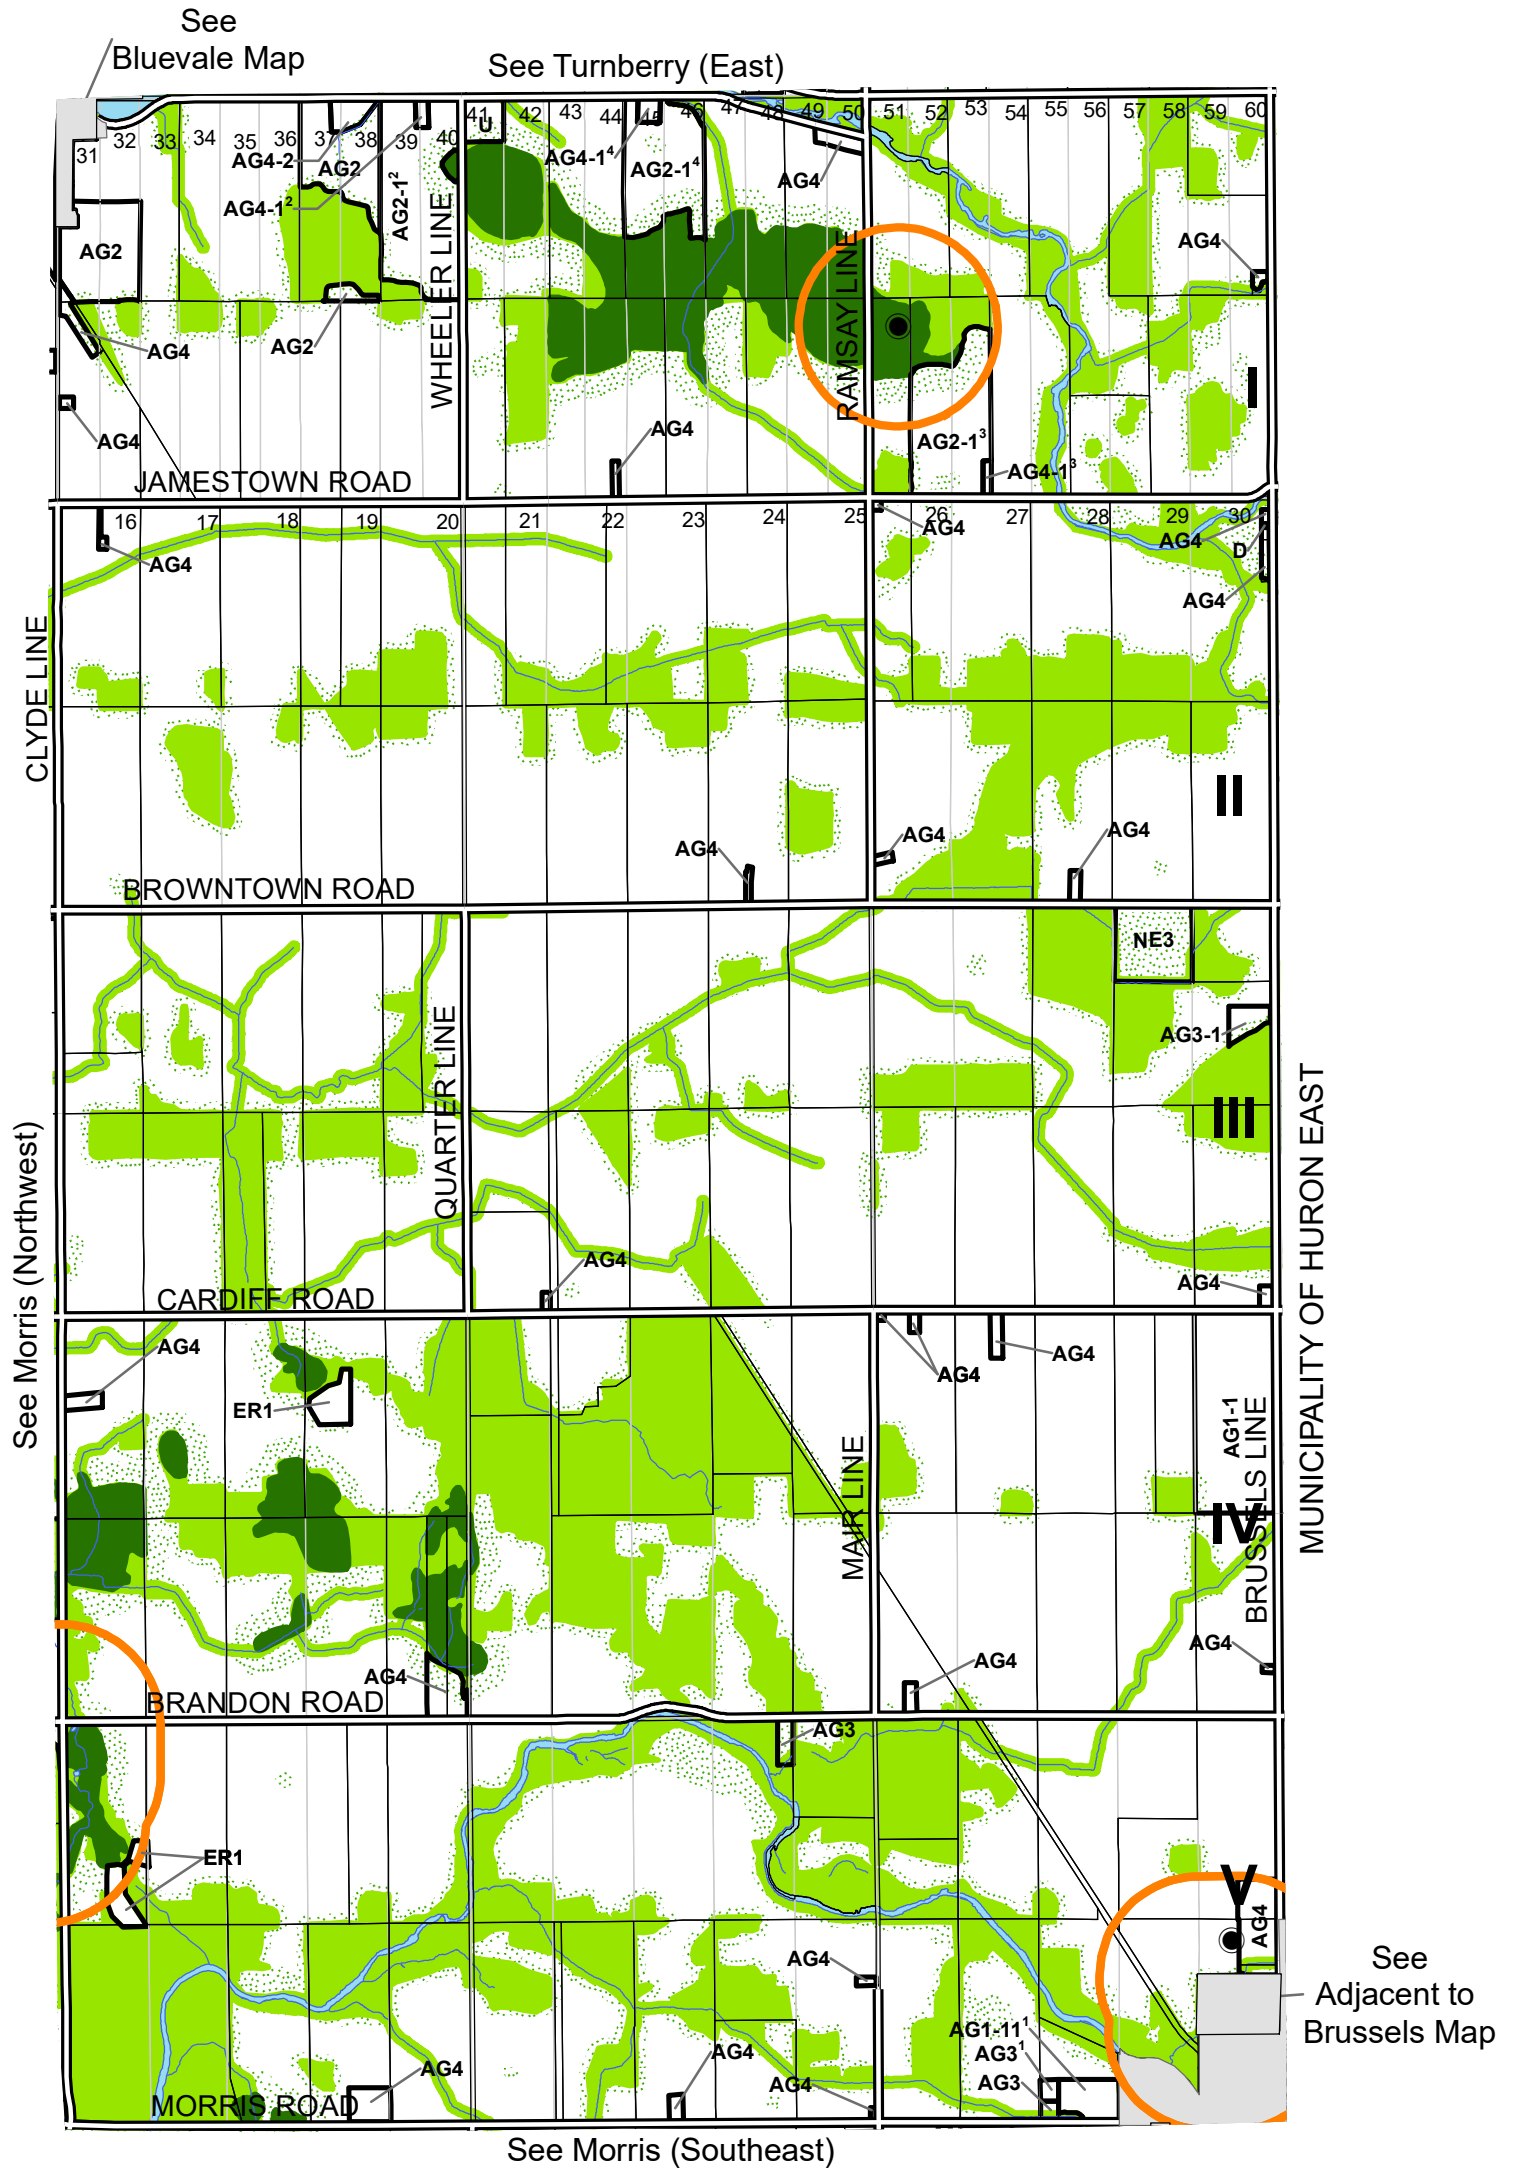 See
Bluevale Map
See Turnberry (East)
31
32
33
34
35
36
37
38
39
40
41
42
43
44
45
46
47
48
49
50
51
52
53
54
55
56
57
58
59
60
U
AG4-2
AG2
AG4-1²
AG2-1²
AG4-1⁴
AG2-1⁴
AG4
AG4
AG2
AG4
AG2
AG4
AG4
AG2-1³
AG4-1³
WHEELER LINE
RAMSAY LINE
I
JAMESTOWN ROAD
16
17
18
19
20
21
22
23
24
25
26
27
28
29
30
AG4
AG4
AG4
D
AG4
CLYDE LINE
II
AG4
AG4
AG4
BROWNTOWN ROAD
NE3
AG3-1
QUARTER LINE
III
AG4
AG4
CARDIFF ROAD
See Morris (Northwest)
MUNICIPALITY OF HURON EAST
AG4
ER1
AG4
AG4
AG1-1
MAIR LINE
BRUSSELS LINE
IV
AG4
AG4
AG4
BRANDON ROAD
AG3
ER1
V
AG4
AG4
See
Adjacent to
Brussels Map
AG1-11¹
AG3¹
AG3
AG4
AG4
AG4
MORRIS ROAD
See Morris (Southeast)